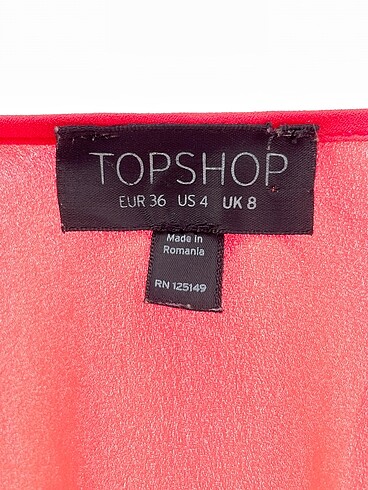 TOPSHOP
EUR 36 US 4 UK 8
Made in
Romania
RN 125149